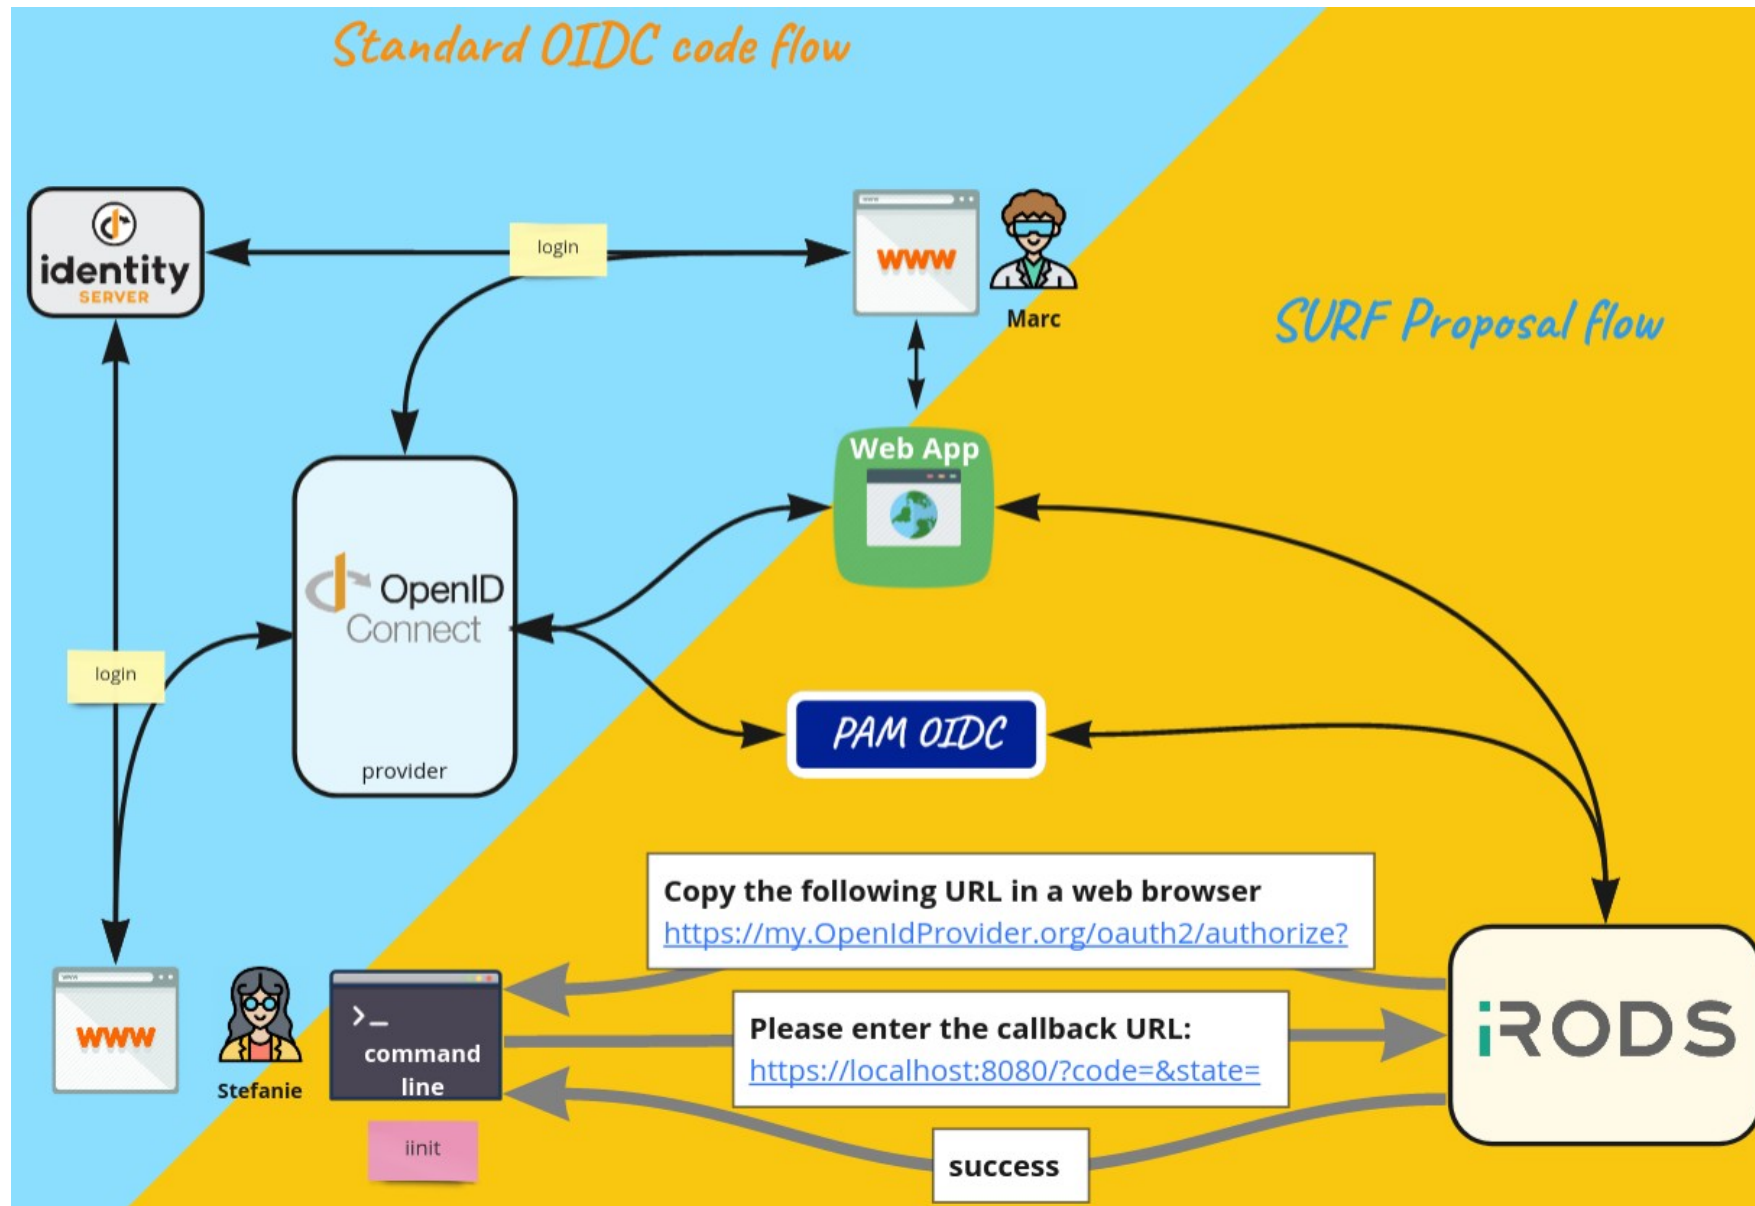 Standard OIDC code flow
identity
SERVER
login
www
www
Marc
SURF Proposal flow
Web App
OpenID
Connect
provider
login
PAM OIDC
Copy the following URL in a web browser
https://my.OpenIdProvider.org/oauth2/authorize?
www
www
Stefanie
>_
command
line
iinit
Please enter the callback URL:
https://localhost:8080/?code=&state=
success
iRODS